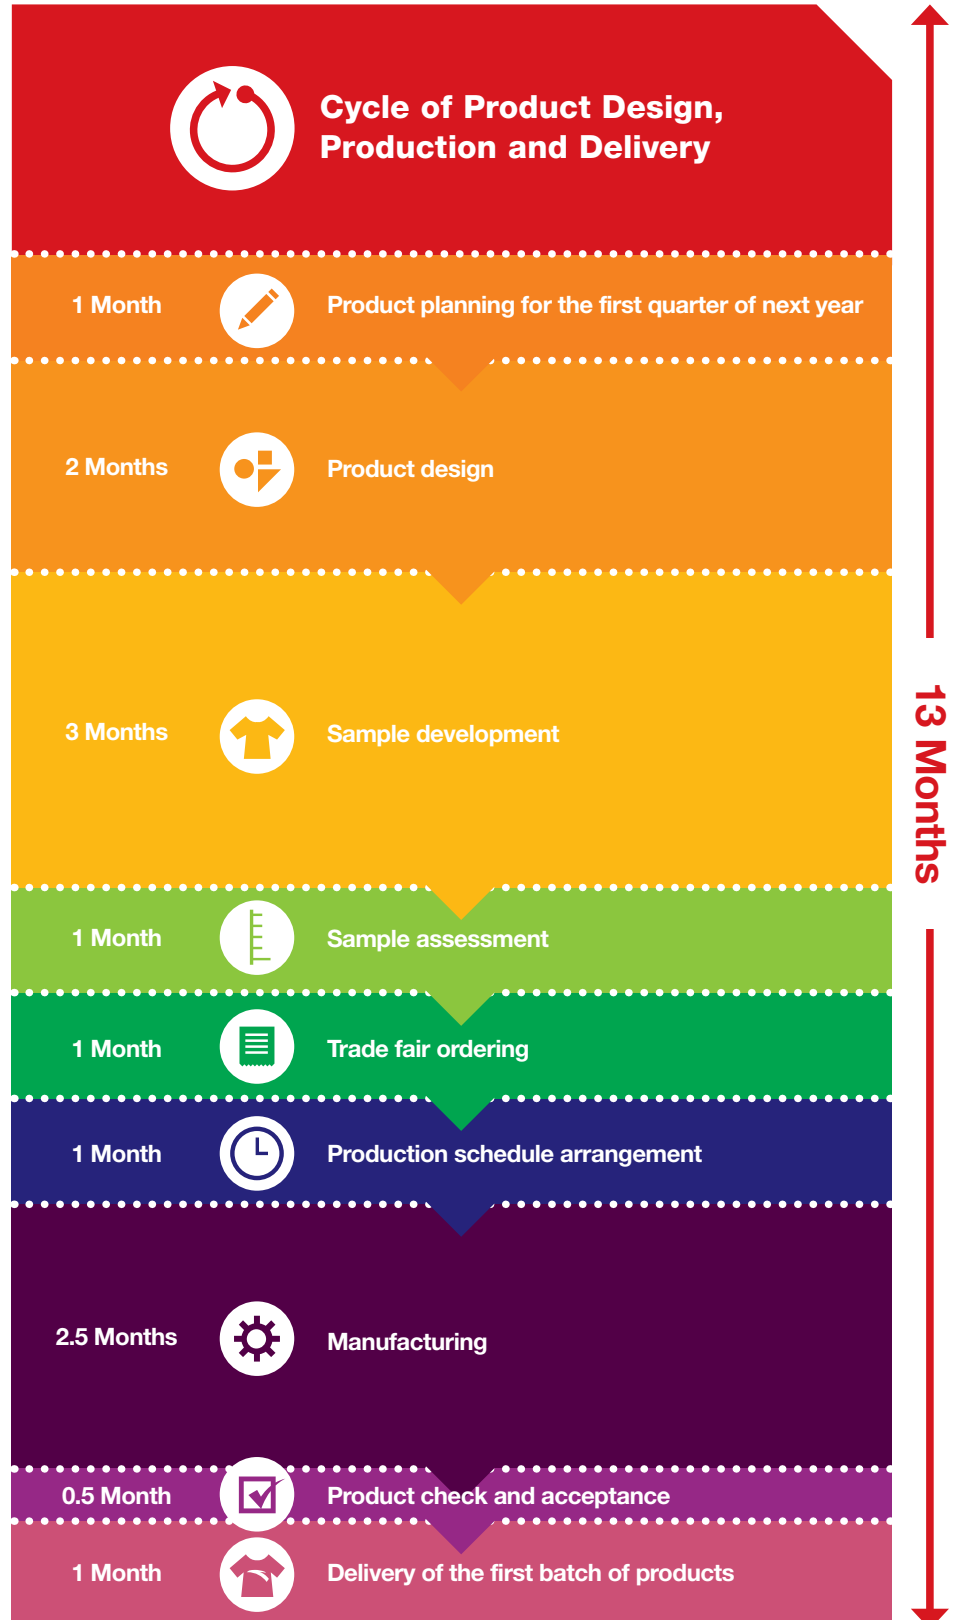 Cycle of Product Design,
Production and Delivery
1 Month
Product planning for the first quarter of next year
2 Months
Product design
3 Months
Sample development
13 Months
1 Month
Sample assessment
1 Month
Trade fair ordering
1 Month
Production schedule arrangement
2.5 Months
Manufacturing
0.5 Month
Product check and acceptance
1 Month
Delivery of the first batch of products